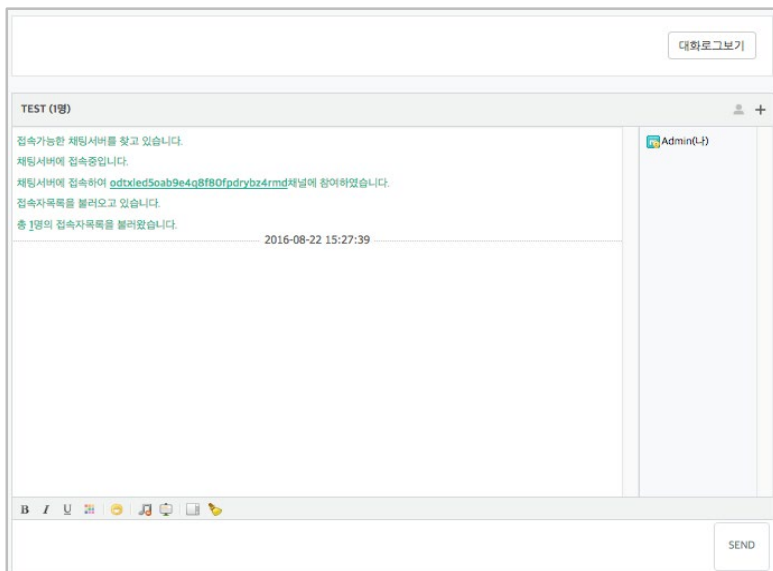 대화로그보기
TEST (1명)
접속가능한 채팅서버를 찾고 있습니다.
채팅서버에 접속중입니다.
채팅서버에 접속하여 odtxled5oab9e4q8f80fpdrybz4rmd채널에 참여하였습니다.
접속자목록을 불러오고 있습니다.
총 1명의 접속자목록을 불러왔습니다.
2016-08-22 15:27:39
Admin(나)
B I U
SEND